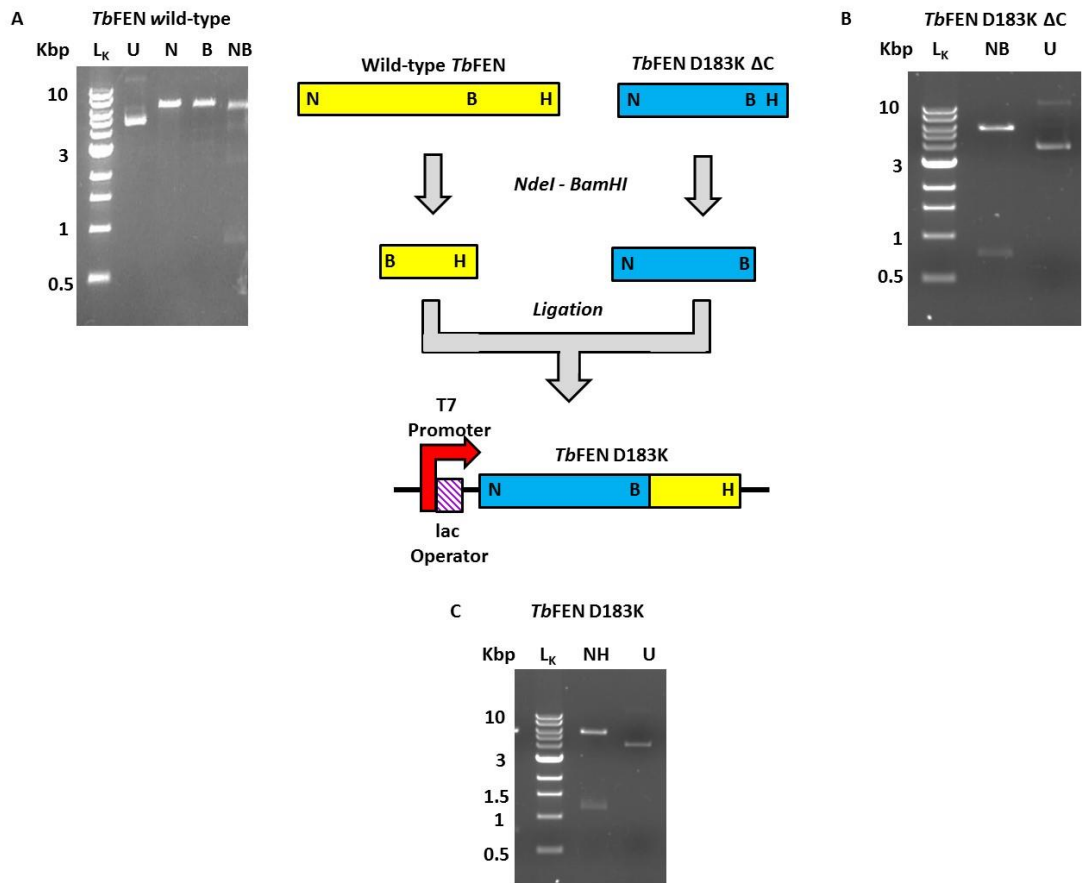 A TbFEN wild-type
Kbp LK U N B NB
10
3
1
0.5
Wild-type TbFEN
N B H
TbFEN D183K ΔC
N B H
NdeI - BamHI
B H
N B
Ligation
T7
Promoter
TbFEN D183K
N B H
lac
Operator
B TbFEN D183K ΔC
LK NB U
10
3
1
0.5
C TbFEN D183K
Kbp LK NH U
10
3
1.5
1
0.5